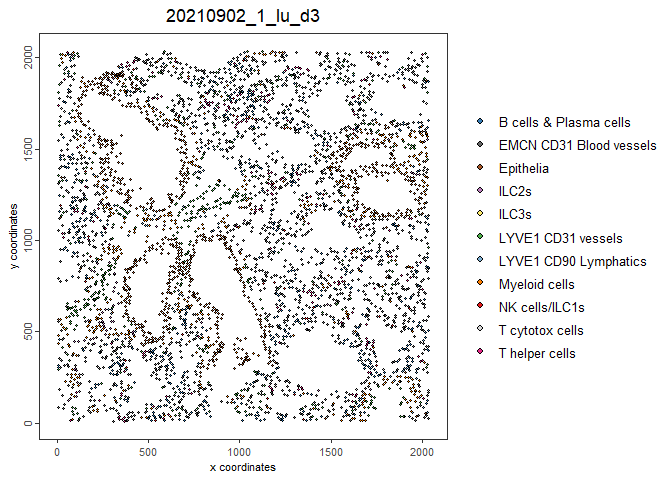 20210902_1_lu_d3
y coordinates
2000
1500
1000
500
0
0 500 1000 1500 2000
x coordinates
B cells & Plasma cells
EMCN CD31 Blood vessels
Epithelia
ILC2s
ILC3s
LYVE1 CD31 vessels
LYVE1 CD90 Lymphatics
Myeloid cells
NK cells/ILC1s
T cytotox cells
T helper cells